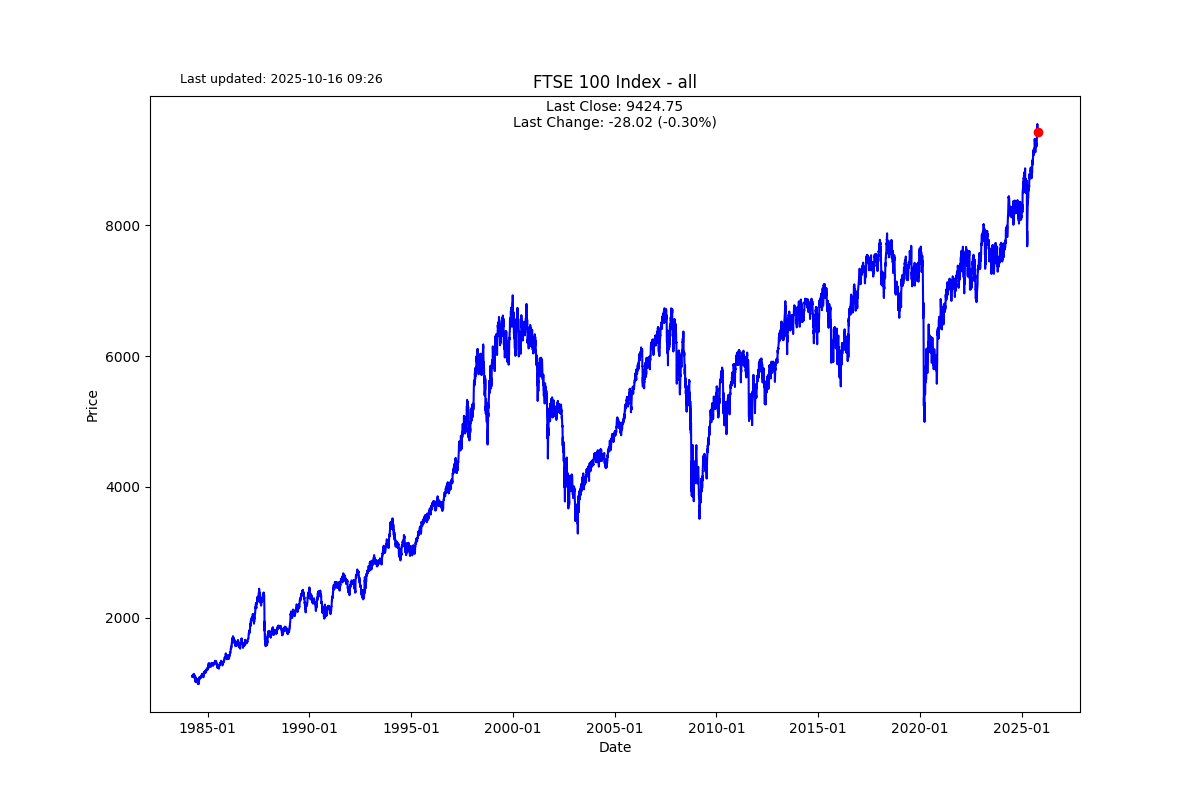 Last updated: 2025-10-16 09:26
FTSE 100 Index - all
Last Close: 9424.75
Last Change: -28.02 (-0.30%)
Price
8000
6000
4000
2000
1985-01
1990-01
1995-01
2000-01
2005-01
2010-01
2015-01
2020-01
2025-01
Date